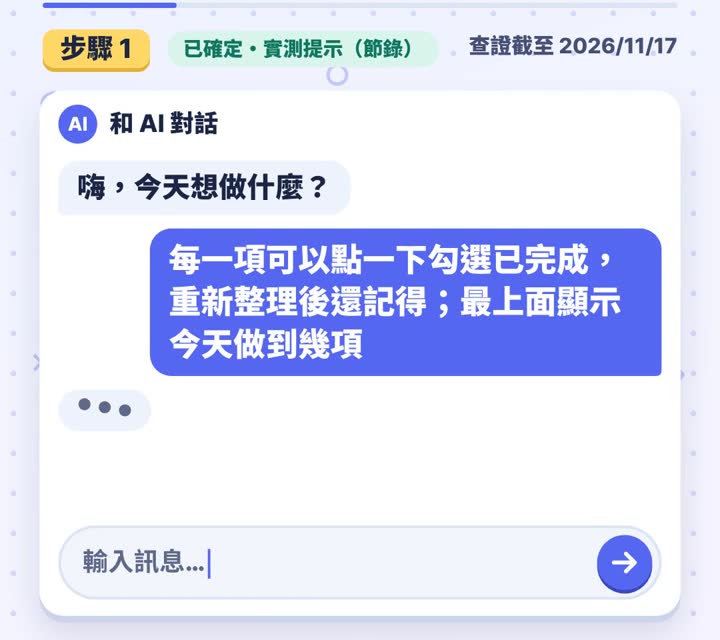 步驟 1
已確定・實測提示（節錄）
查證截至 2026/11/17
AI 和 AI 對話
嗨，今天想做什麼？
每一項可以點一下勾選已完成，
重新整理後還記得；最上面顯示
今天做到幾項
輸入訊息…